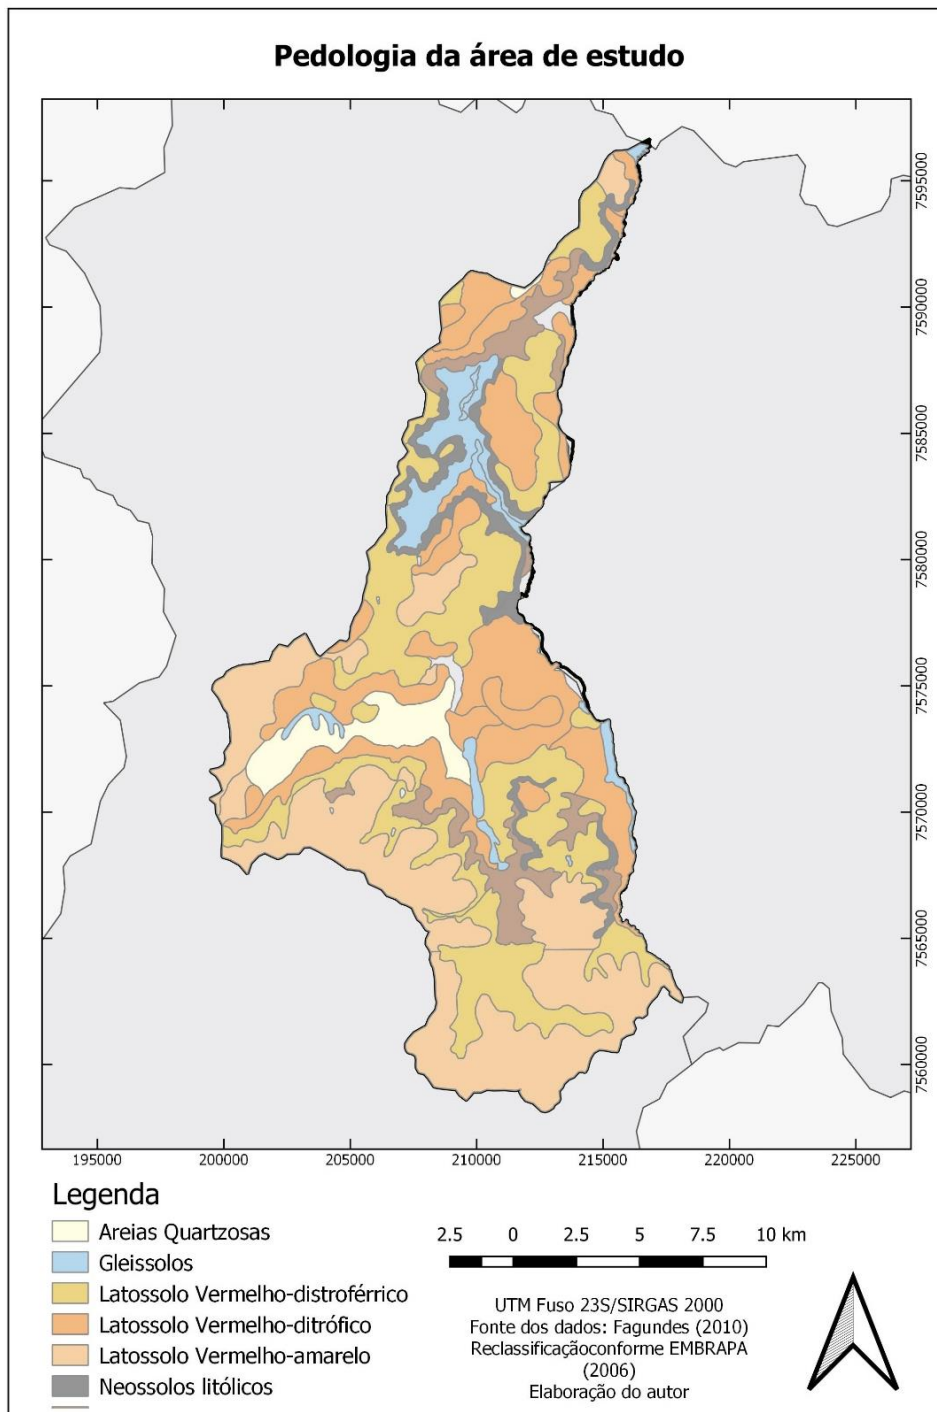 Pedologia da área de estudo
7595000
7590000
7585000
7580000
7575000
7570000
7565000
7560000
195000 200000 205000 210000 215000 220000 225000
Legenda
Areias Quartzosas
Gleissolos
Latossolo Vermelho-distroférrico
Latossolo Vermelho-ditrófico
Latossolo Vermelho-amarelo
Neossolos litólicos
2.5 0 2.5 5 7.5 10 km
UTM Fuso 23S/SIRGAS 2000
Fonte dos dados: Fagundes (2010)
Reclassificaçãoconforme EMBRAPA
(2006)
Elaboração do autor